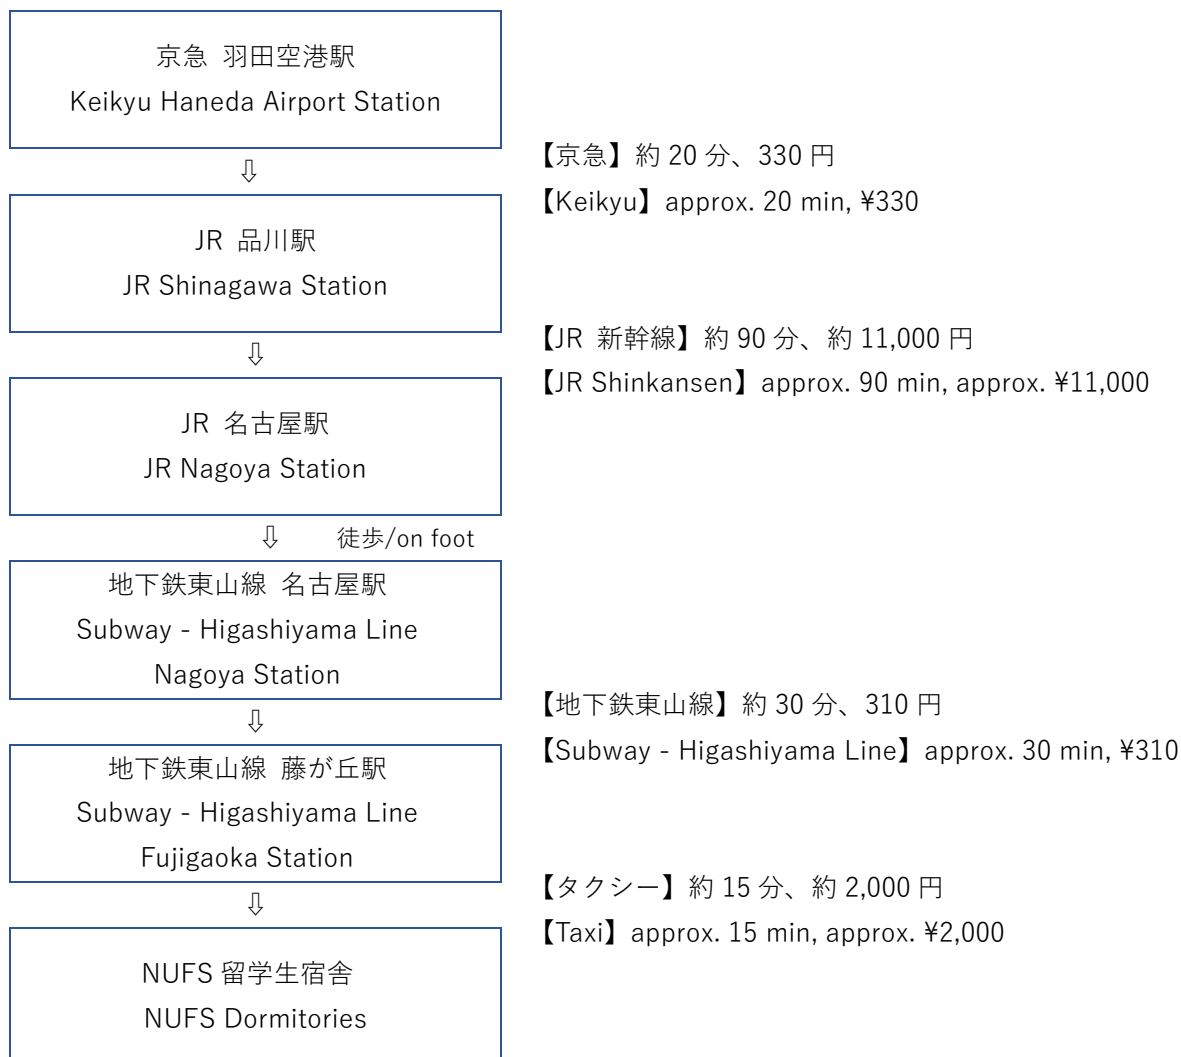 京急 羽田空港駅
Keikyu Haneda Airport Station
⇩
【京急】約 20 分、330 円
【Keikyu】approx. 20 min, ¥330
JR 品川駅
JR Shinagawa Station
⇩
【JR 新幹線】約 90 分、約 11,000 円
【JR Shinkansen】approx. 90 min, approx. ¥11,000
JR 名古屋駅
JR Nagoya Station
⇩ 徒歩/on foot
地下鉄東山線 名古屋駅
Subway - Higashiyama Line
Nagoya Station
⇩
【地下鉄東山線】約 30 分、310 円
【Subway - Higashiyama Line】approx. 30 min, ¥310
地下鉄東山線 藤が丘駅
Subway - Higashiyama Line
Fujigaoka Station
⇩
【タクシー】約 15 分、約 2,000 円
【Taxi】approx. 15 min, approx. ¥2,000
NUFS 留学生宿舎
NUFS Dormitories